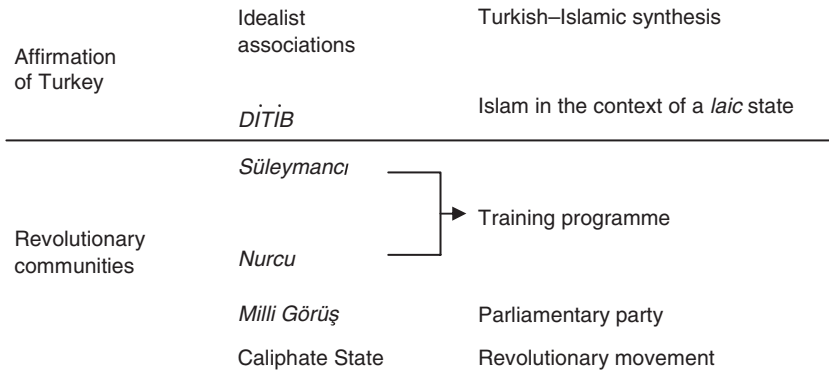 Affirmation
of Turkey
Idealist
associations
Turkish–Islamic synthesis
DİTİB
Islam in the context of a laic state
Revolutionary
communities
Süleymancı
Nurcu
Training programme
Milli Görüş
Parliamentary party
Caliphate State
Revolutionary movement